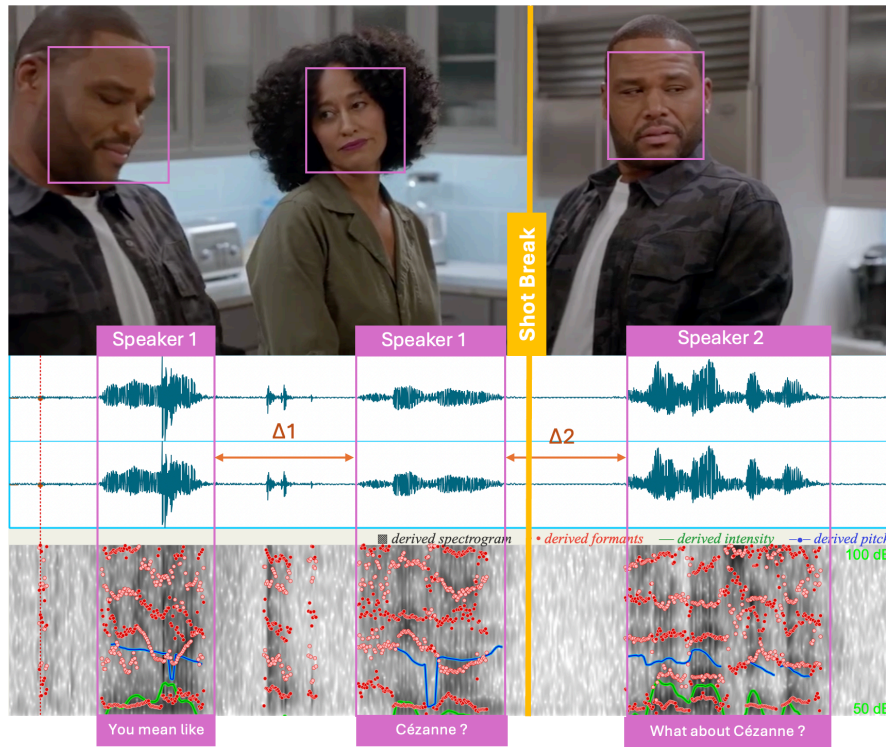 Shot Break
Speaker 1
Speaker 1
Speaker 2
Δ1
Δ2
derived spectrogram
derived formants
derived intensity
derived pitch
100 dB
50 dB
You mean like
Cézanne ?
What about Cézanne ?